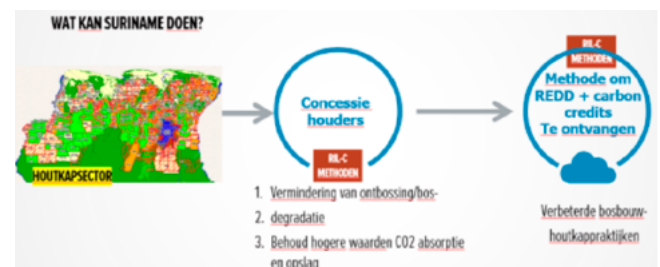 WAT KAN SURINAME DOEN?
HOUTKAPSECTOR
Concessie
houders
RIL-C
METHODEN
1. Vermindering van ontbossing/bos-
2. degradatie
3. Behoud hogere waarden CO2 absorptie
en opslag
RIL-C
METHODEN
Methode om
REDD + carbon
credits
Te ontvangen
Verbeterde bosbouw-
houtkappraktijken